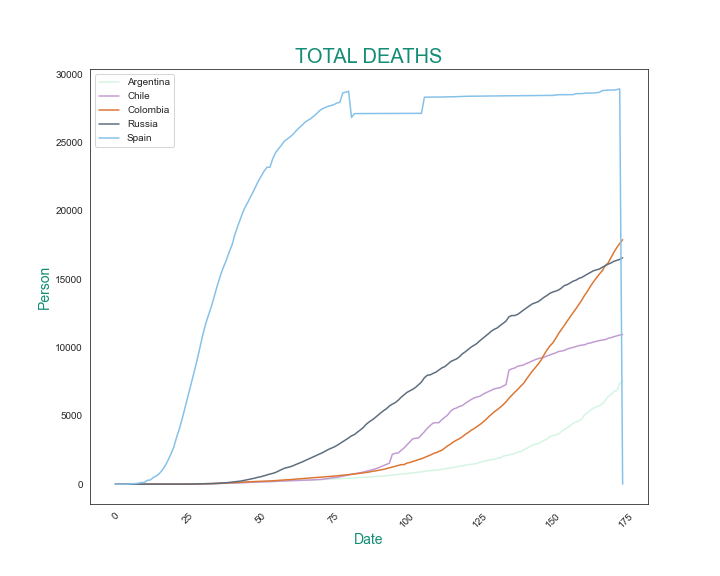 TOTAL DEATHS
30000
25000
20000
15000
10000
5000
0
Person
Argentina
Chile
Colombia
Russia
Spain
0
25
50
75
100
125
150
175
Date